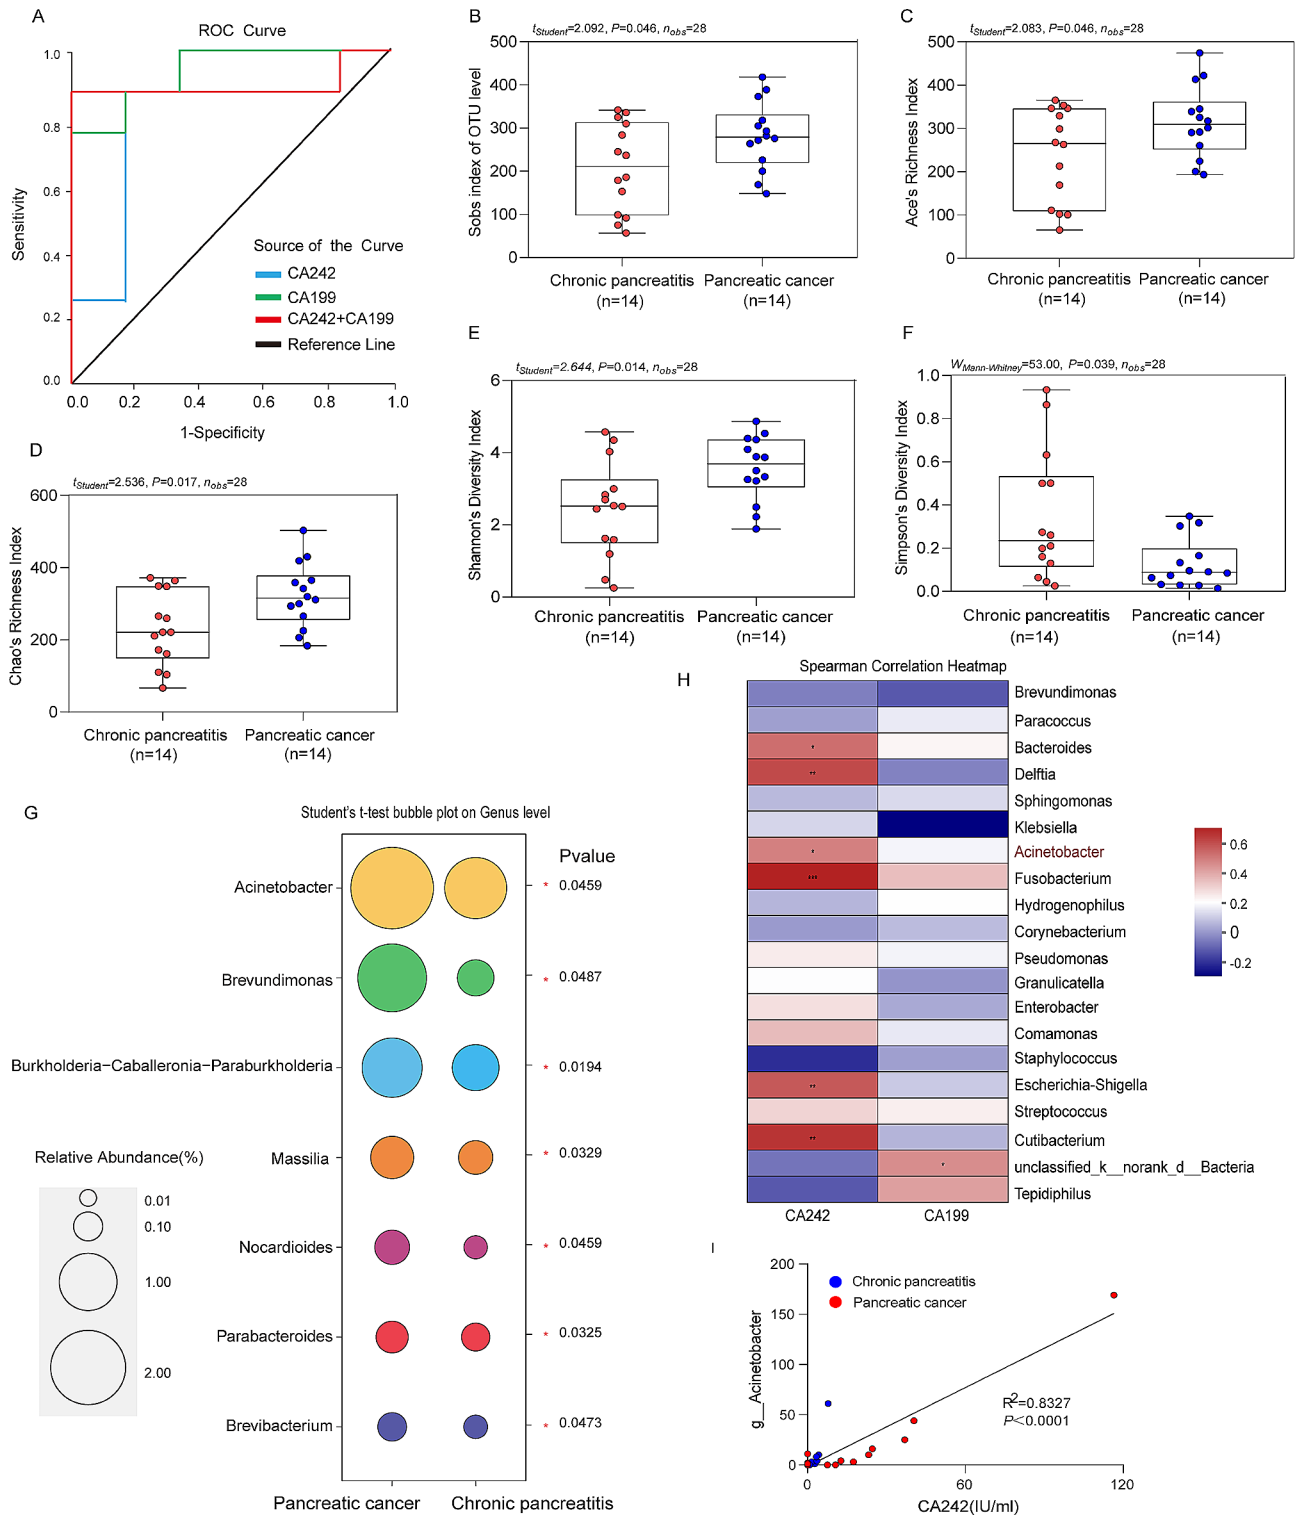 A
ROC Curve
1.0
0.8
0.6
0.4
0.2
0.0
Sensitivity
0.0 0.2 0.4 0.6 0.8 1.0
1-Specificity
Source of the Curve
CA242
CA199
CA242+CA199
Reference Line
B
tStudent=2.092, P=0.046, nobs=28
500
400
300
200
100
0
Sobs index of OTU level
Chronic pancreatitis
(n=14)
Pancreatic cancer
(n=14)
C
tStudent=2.083, P=0.046, nobs=28
500
400
300
200
100
0
Ace's Richness Index
Chronic pancreatitis
(n=14)
Pancreatic cancer
(n=14)
D
tStudent=2.536, P=0.017, nobs=28
600
400
200
0
Chao's Richness Index
Chronic pancreatitis
(n=14)
Pancreatic cancer
(n=14)
E
tStudent=2.644, P=0.014, nobs=28
6
4
2
0
Shannon's Diversity Index
Chronic pancreatitis
(n=14)
Pancreatic cancer
(n=14)
F
WMann-Whitney=53.00, P=0.039, nobs=28
1.0
0.8
0.6
0.4
0.2
0.0
Simpson's Diversity Index
Chronic pancreatitis
(n=14)
Pancreatic cancer
(n=14)
G
Student's t-test bubble plot on Genus level
Pvalue
Acinetobacter * 0.0459
Brevundimonas * 0.0487
Burkholderia−Caballeronia−Paraburkholderia * 0.0194
Massilia * 0.0329
Nocardioides * 0.0459
Parabacteroides * 0.0325
Brevibacterium * 0.0473
Relative Abundance(%)
0.01
0.10
1.00
2.00
Pancreatic cancer Chronic pancreatitis
H
Spearman Correlation Heatmap
Brevundimonas
Paracoccus
* Bacteroides
** Delftia
Sphingomonas
Klebsiella
* Acinetobacter
*** Fusobacterium
Hydrogenophilus
Corynebacterium
Pseudomonas
Granulicatella
Enterobacter
Comamonas
Staphylococcus
** Escherichia-Shigella
Streptococcus
** Cutibacterium
* unclassified_k__norank_d__Bacteria
Tepidiphilus
CA242 CA199
0.6
0.4
0.2
0
-0.2
I
200
150
100
50
0
g__Acinetobacter
Chronic pancreatitis
Pancreatic cancer
R2=0.8327
P<0.0001
0 60 120
CA242(IU/ml)